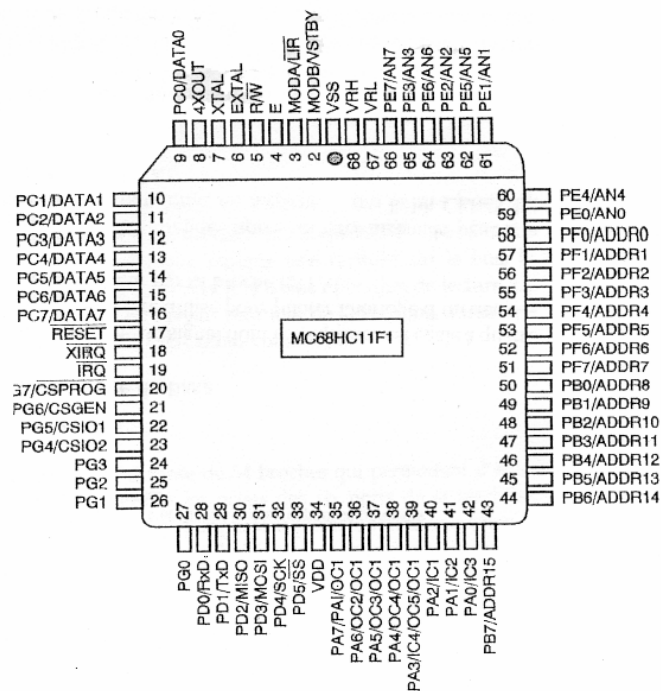 PC0/DATA0
4XOUT
XTAL
EXTAL
R/W
E
MODA/LIR
MODB/VSTBY
VSS
VRH
VRL
PE7/AN7
PE3/AN3
PE6/AN6
PE2/AN2
PE5/AN5
PE1/AN1
9 8 7 6 5 4 3 2 68 67 66 65 64 63 62 61
PC1/DATA1 10
PC2/DATA2 11
PC3/DATA3 12
PC4/DATA4 13
PC5/DATA5 14
PC6/DATA6 15
PC7/DATA7 16
RESET 17
XIRQ 18
IRQ 19
G7/CSPROG 20
PG6/CSGEN 21
PG5/CSIO1 22
PG4/CSIO2 23
PG3 24
PG2 25
PG1 26
MC68HC11F1
60 PE4/AN4
59 PE0/AN0
58 PF0/ADDR0
57 PF1/ADDR1
56 PF2/ADDR2
55 PF3/ADDR3
54 PF4/ADDR4
53 PF5/ADDR5
52 PF6/ADDR6
51 PF7/ADDR7
50 PB0/ADDR8
49 PB1/ADDR9
48 PB2/ADDR10
47 PB3/ADDR11
46 PB4/ADDR12
45 PB5/ADDR13
44 PB6/ADDR14
27 28 29 30 31 32 33 34 35 36 37 38 39 40 41 42 43
PG0
PD0/RxD
PD1/TxD
PD2/MISO
PD3/MOSI
PD4/SCK
PD5/SS
VDD
PA7/PAI/OC1
PA6/OC2/OC1
PA5/OC3/OC1
PA4/OC4/OC1
PA3/IC4/OC5/OC1
PA2/IC1
PA1/IC2
PA0/IC3
PB7/ADDR15